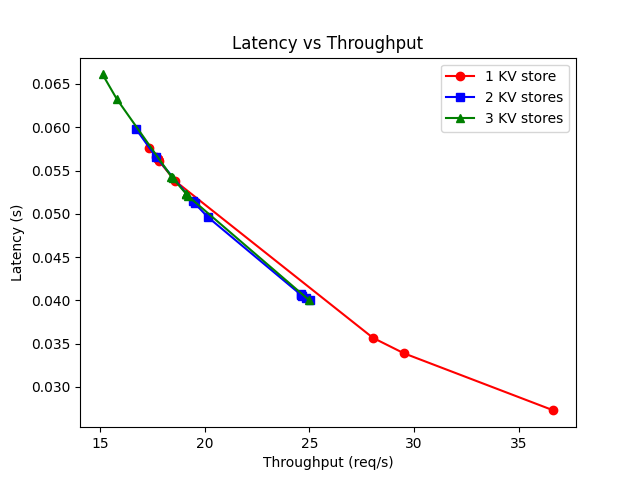 Latency vs Throughput
1 KV store
2 KV stores
3 KV stores
0.065
0.060
0.055
0.050
0.045
0.040
0.035
0.030
Latency (s)
15 20 25 30 35
Throughput (req/s)